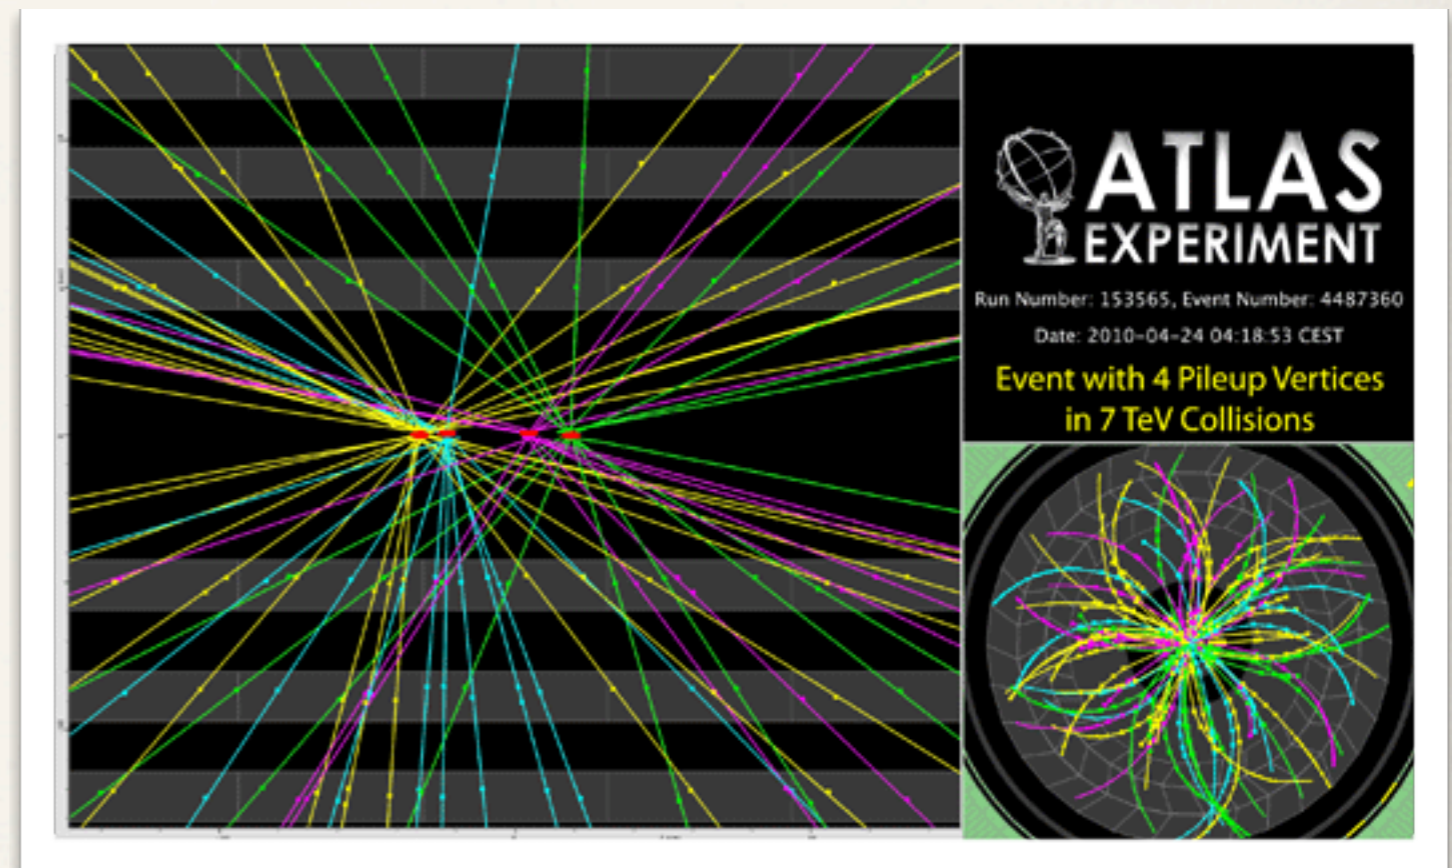 ATLAS
EXPERIMENT
Run Number: 153565, Event Number: 4487360
Date: 2010-04-24 04:18:53 CEST
Event with 4 Pileup Vertices
in 7 TeV Collisions